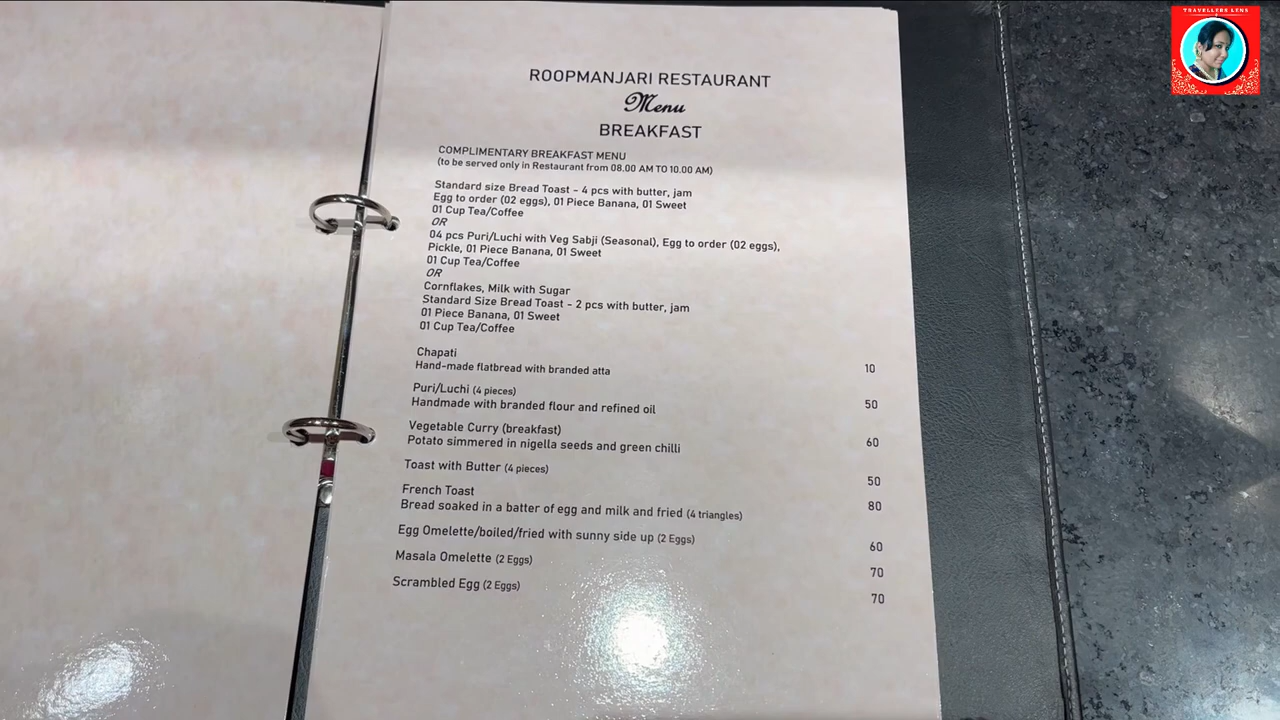 TRAVELLERS LENS
ROOPMANJARI RESTAURANT
Menu
BREAKFAST
COMPLIMENTARY BREAKFAST MENU
(to be served only in Restaurant from 08.00 AM TO 10.00 AM)
Standard size Bread Toast - 4 pcs with butter, jam
Egg to order (02 eggs), 01 Piece Banana, 01 Sweet
01 Cup Tea/Coffee
OR
04 pcs Puri/Luchi with Veg Sabji (Seasonal), Egg to order (02 eggs),
Pickle, 01 Piece Banana, 01 Sweet
01 Cup Tea/Coffee
OR
Cornflakes, Milk with Sugar
Standard Size Bread Toast - 2 pcs with butter, jam
01 Piece Banana, 01 Sweet
01 Cup Tea/Coffee
Chapati
Hand-made flatbread with branded atta 10
Puri/Luchi (4 pieces)
Handmade with branded flour and refined oil 50
Vegetable Curry (breakfast)
Potato simmered in nigella seeds and green chilli 60
Toast with Butter (4 pieces) 50
French Toast
Bread soaked in a batter of egg and milk and fried (4 triangles) 80
Egg Omelette/boiled/fried with sunny side up (2 Eggs) 60
Masala Omelette (2 Eggs) 70
Scrambled Egg (2 Eggs) 70